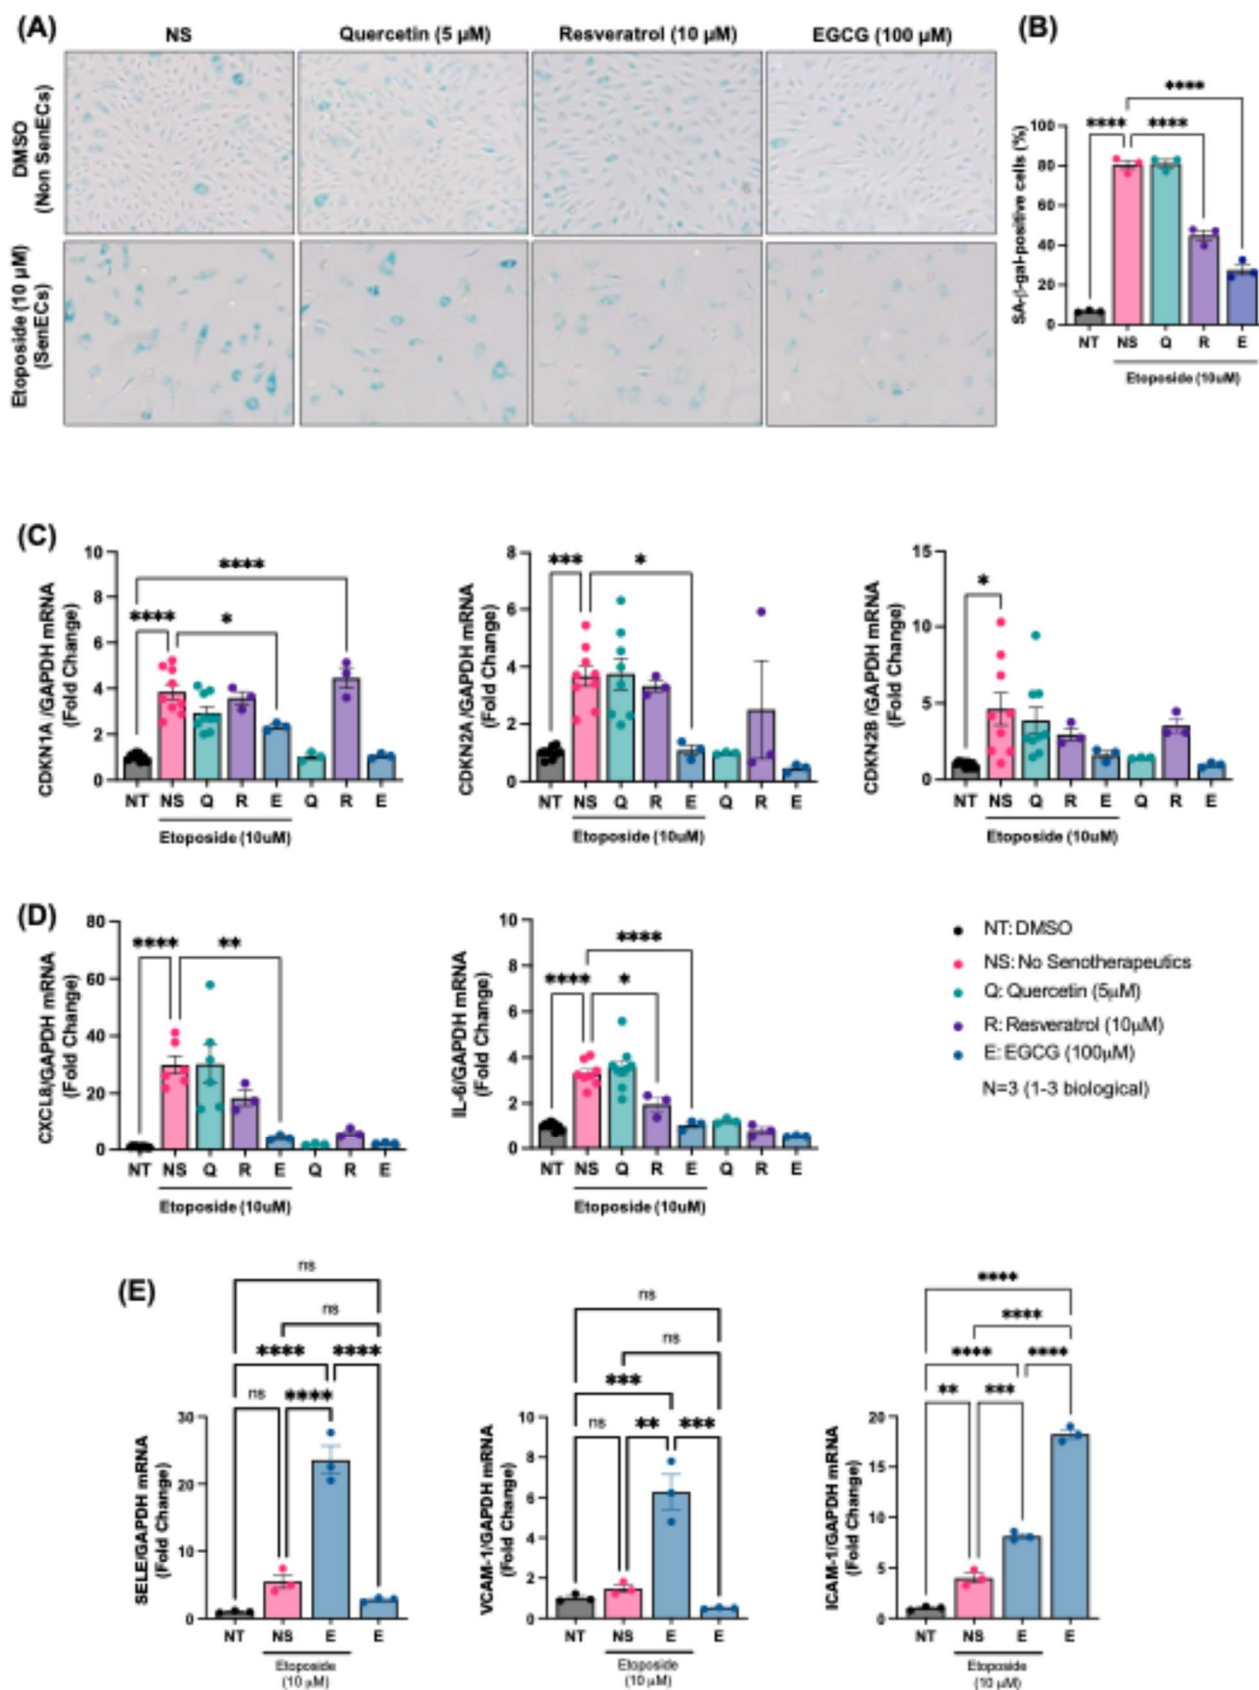 (A)
NS Quercetin (5 µM) Resveratrol (10 µM) EGCG (100 µM)
DMSO
(Non SenECs)
Etoposide (10 µM)
(SenECs)
(B)
****
**** ****
SA-β-gal-positive cells (%)
100
80
60
40
20
0
NT NS Q R E
Etoposide (10uM)
(C)
CDKN1A /GAPDH mRNA
(Fold Change)
10
8
6
4
2
0
****
**** *
NT NS Q R E Q R E
Etoposide (10uM)
CDKN2A /GAPDH mRNA
(Fold Change)
8
6
4
2
0
*** *
NT NS Q R E Q R E
Etoposide (10uM)
CDKN2B /GAPDH mRNA
(Fold Change)
15
10
5
0
*
NT NS Q R E Q R E
Etoposide (10uM)
(D)
CXCL8/GAPDH mRNA
(Fold Change)
80
60
40
20
0
**** **
NT NS Q R E Q R E
Etoposide (10uM)
IL-6/GAPDH mRNA
(Fold Change)
10
8
6
4
2
0
****
**** *
NT NS Q R E Q R E
Etoposide (10uM)
NT: DMSO
NS: No Senotherapeutics
Q: Quercetin (5µM)
R: Resveratrol (10µM)
E: EGCG (100µM)
N=3 (1-3 biological)
(E)
SELE/GAPDH mRNA
(Fold Change)
30
20
10
0
ns
ns
**** ****
ns ****
NT NS E E
Etoposide
(10 µM)
VCAM-1/GAPDH mRNA
(Fold Change)
10
8
6
4
2
0
ns
ns
***
ns ** ***
NT NS E E
Etoposide
(10 µM)
ICAM-1/GAPDH mRNA
(Fold Change)
20
15
10
5
0
****
****
**** ****
** ***
NT NS E E
Etoposide
(10 µM)